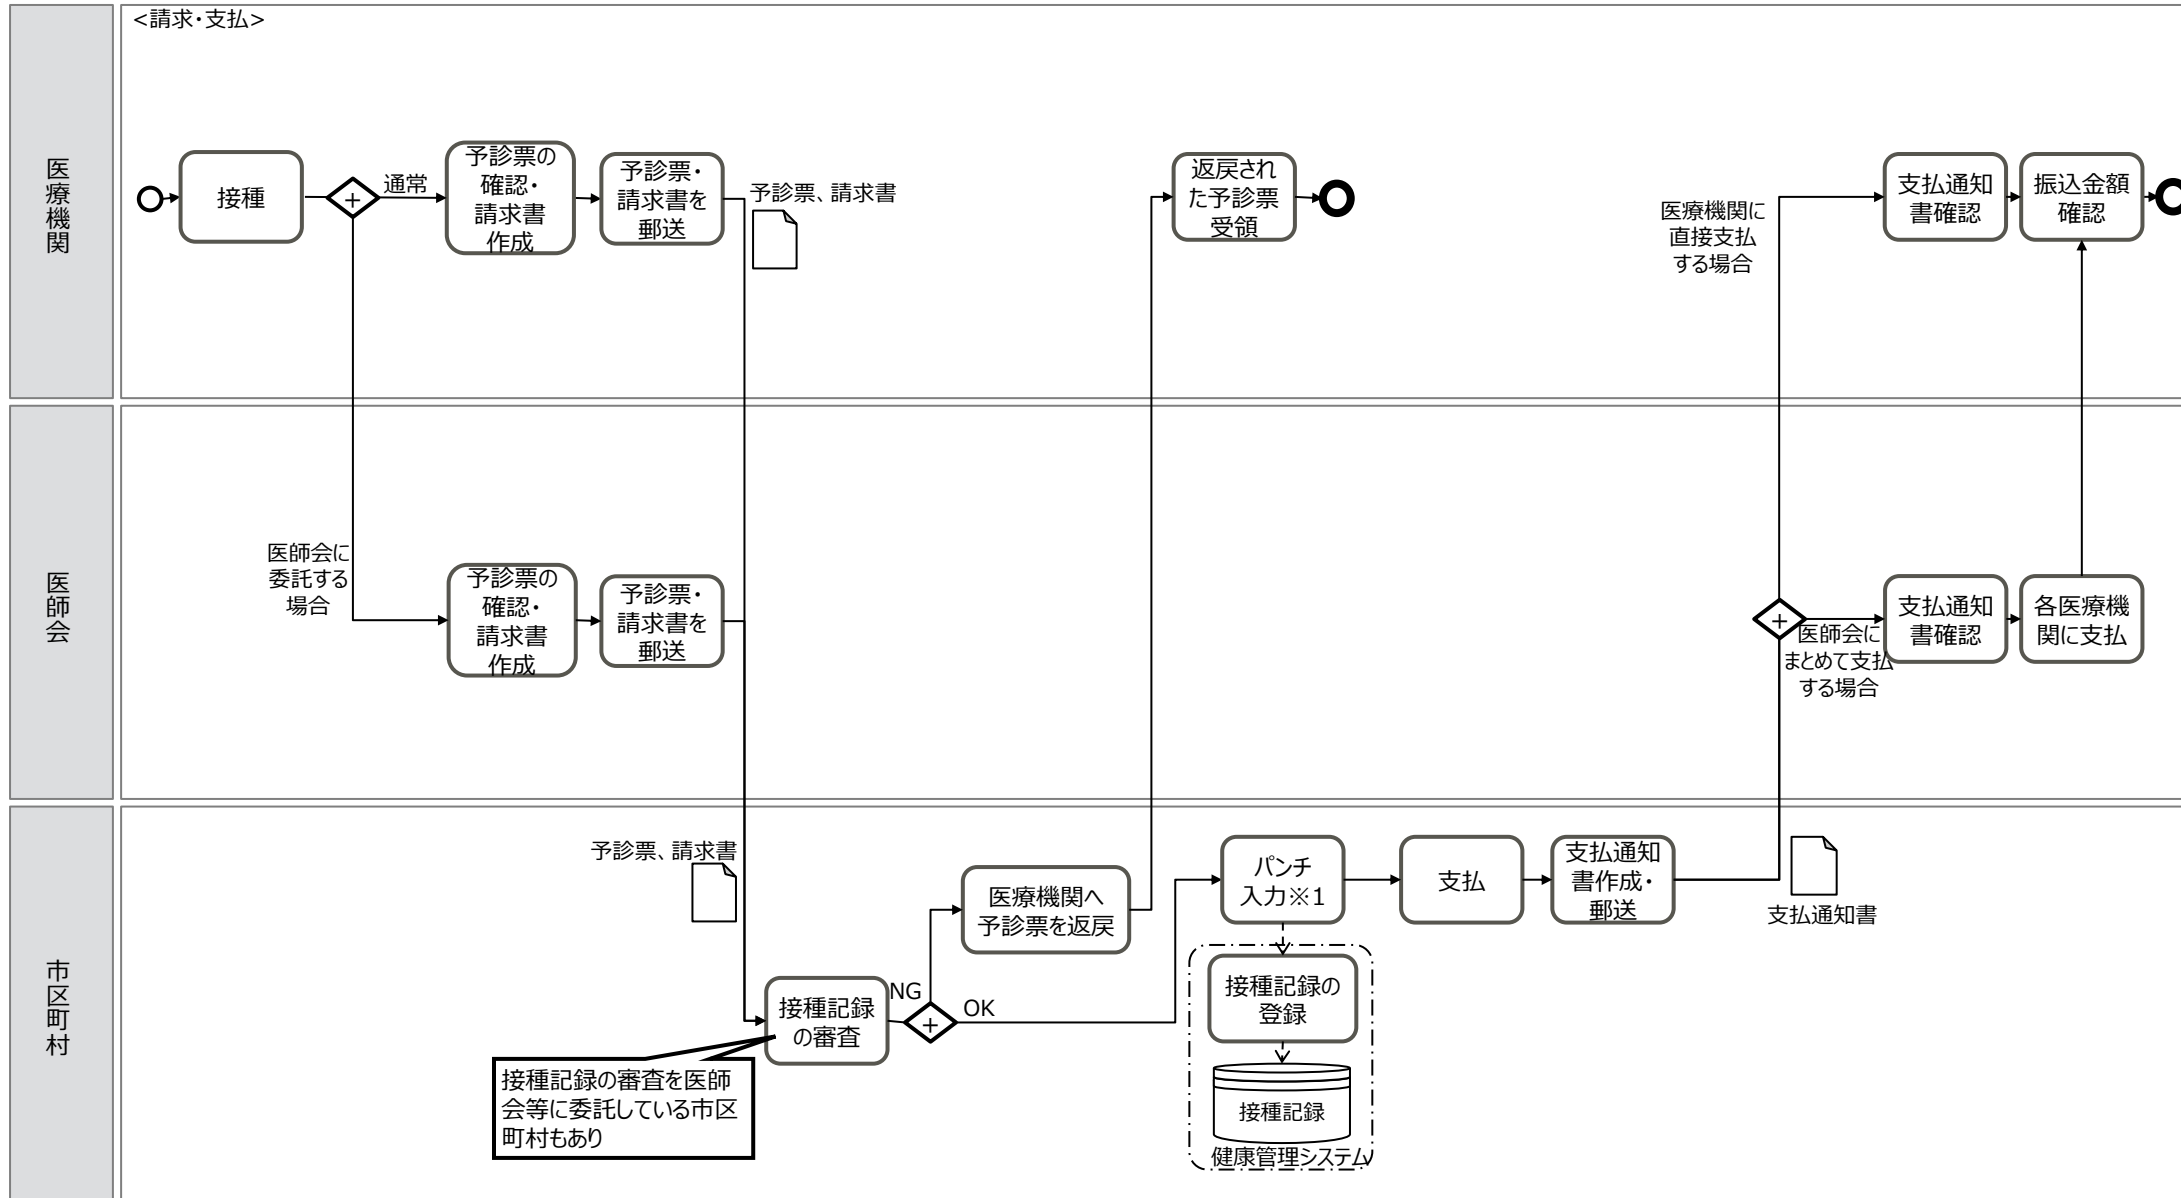 <請求・支払>
医療機関
接種
通常
予診票の
確認・
請求書
作成
予診票・
請求書を
郵送
予診票、請求書
返戻され
た予診票
受領
医療機関に
直接支払
する場合
支払通知
書確認
振込金額
確認
医師会
医師会に
委託する
場合
予診票の
確認・
請求書
作成
予診票・
請求書を
郵送
医師会に
まとめて支払
する場合
支払通知
書確認
各医療機
関に支払
市区町村
予診票、請求書
接種記録
の審査
NG
OK
医療機関へ
予診票を返戻
パンチ
入力※1
支払
支払通知
書作成・
郵送
支払通知書
接種記録の
登録
接種記録
健康管理システム
接種記録の審査を医師
会等に委託している市区
町村もあり